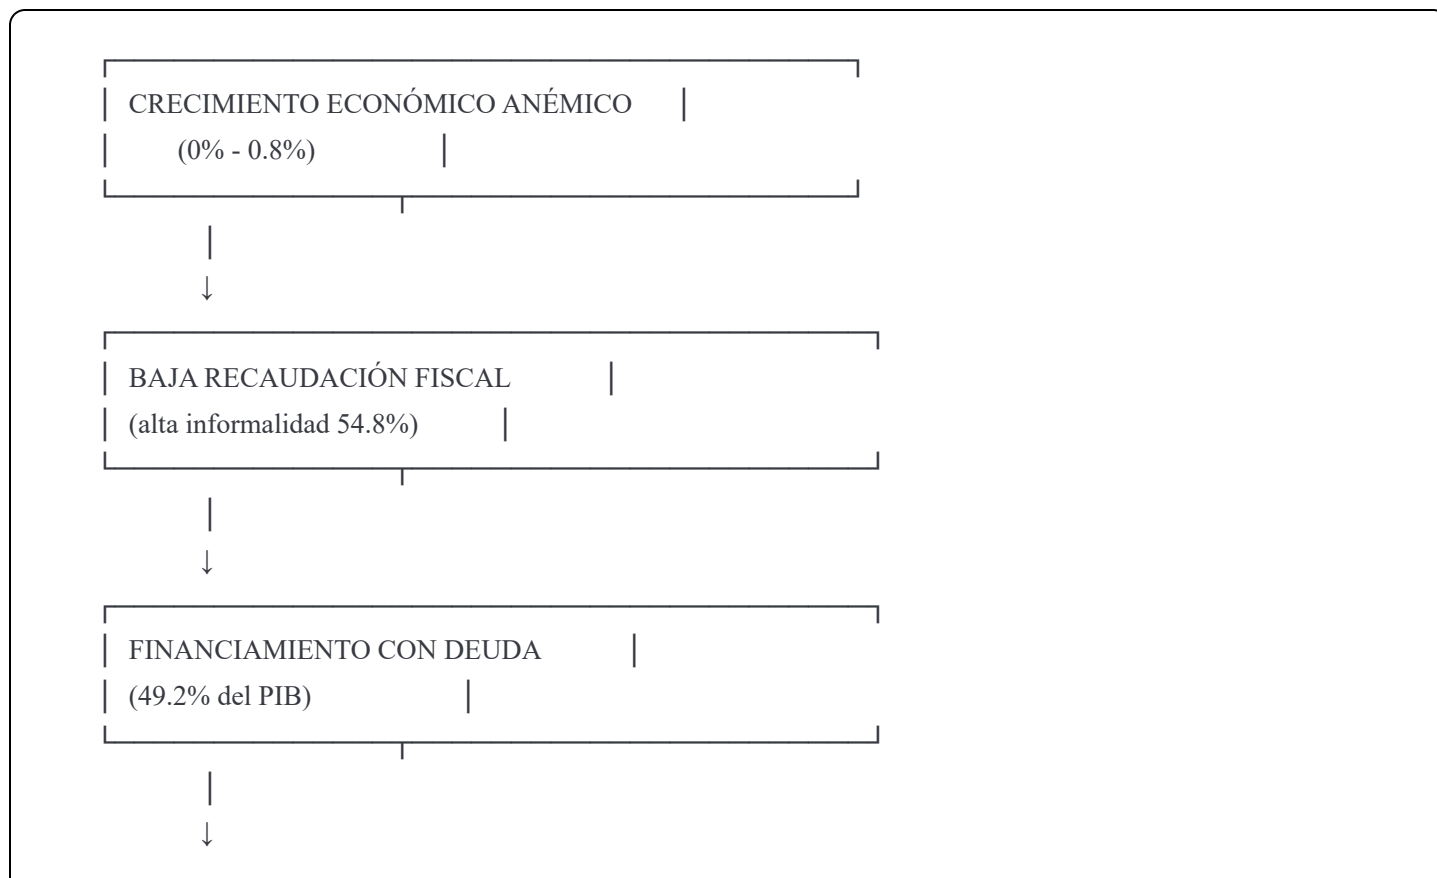 CRECIMIENTO ECONÓMICO ANÉMICO
(0% - 0.8%)
↓
BAJA RECAUDACIÓN FISCAL
(alta informalidad 54.8%)
↓
FINANCIAMIENTO CON DEUDA
(49.2% del PIB)
↓